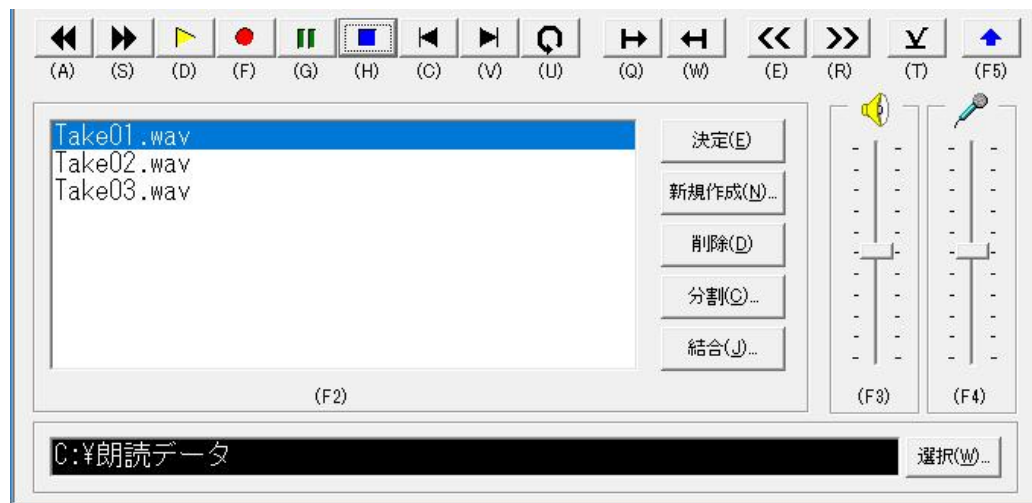 (A) (S) (D) (F) (G) (H) (C) (V) (U) (Q) (W) (E) (R) (T) (F5)
Take01.wav
Take02.wav
Take03.wav
決定(E)
新規作成(N)...
削除(D)
分割(C)...
結合(J)...
(F2)
(F3)
(F4)
C:¥朗読データ
選択(W)...